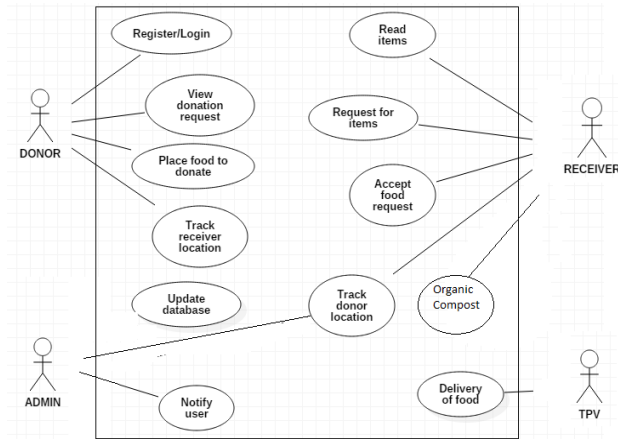 Register/Login
Read
items
View
donation
request
Request for
items
DONOR
RECEIVER
Place food to
donate
Accept
food
request
Track
receiver
location
Update
database
Track
donor
location
Organic
Compost
ADMIN
Notify
user
Delivery
of food
TPV